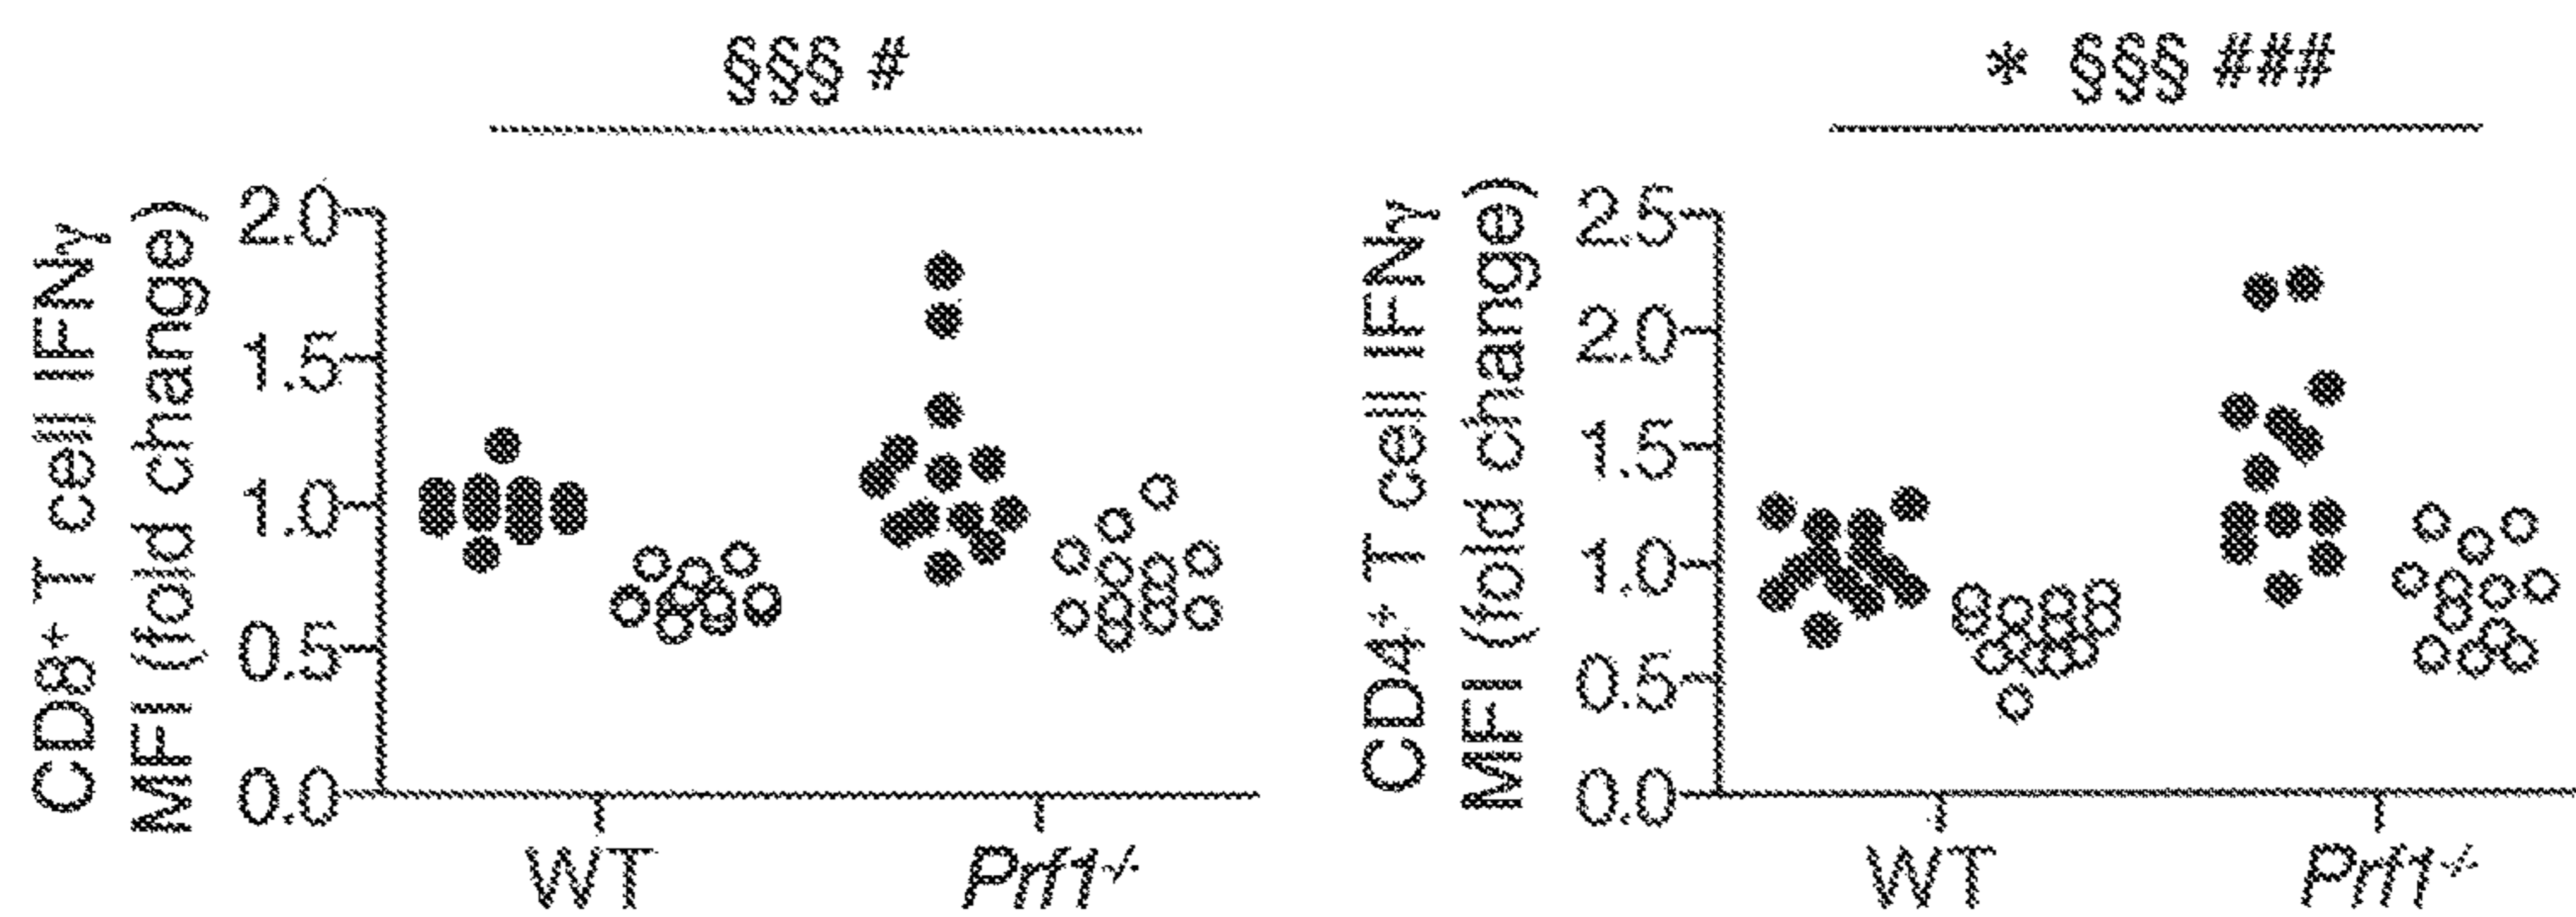 §§§ #
CD8+ T cell IFNγ
MFI (fold change)
2.0
1.5
1.0
0.5
0.0
WT
Prf1-/-
* §§§ ###
CD4+ T cell IFNγ
MFI (fold change)
2.5
2.0
1.5
1.0
0.5
0.0
WT
Prf1-/-